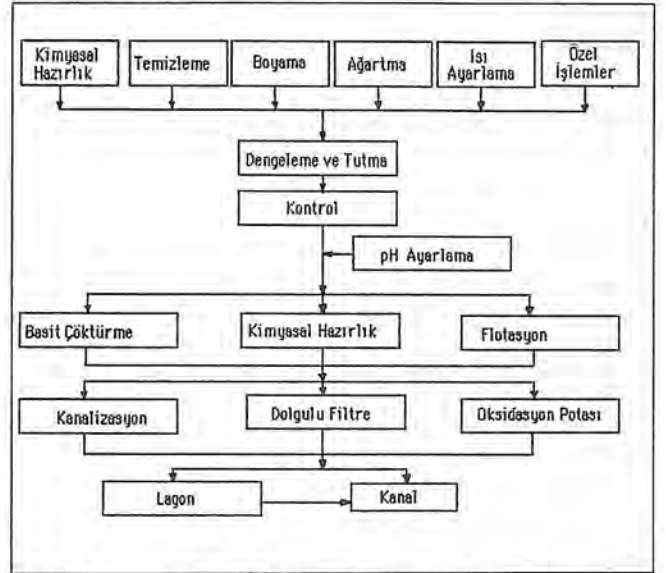 Kimyasal
Hazırlık
Temizleme
Boyama
Ağartma
Isı
Ayarlama
Özel
İşlemler
Dengeleme ve Tutma
Kontrol
pH Ayarlama
Basit Çöktürme
Kimyasal Hazırlık
Flotasyon
Kanalizasyon
Dolgulu Filtre
Oksidasyon Potası
Lagon
Kanal